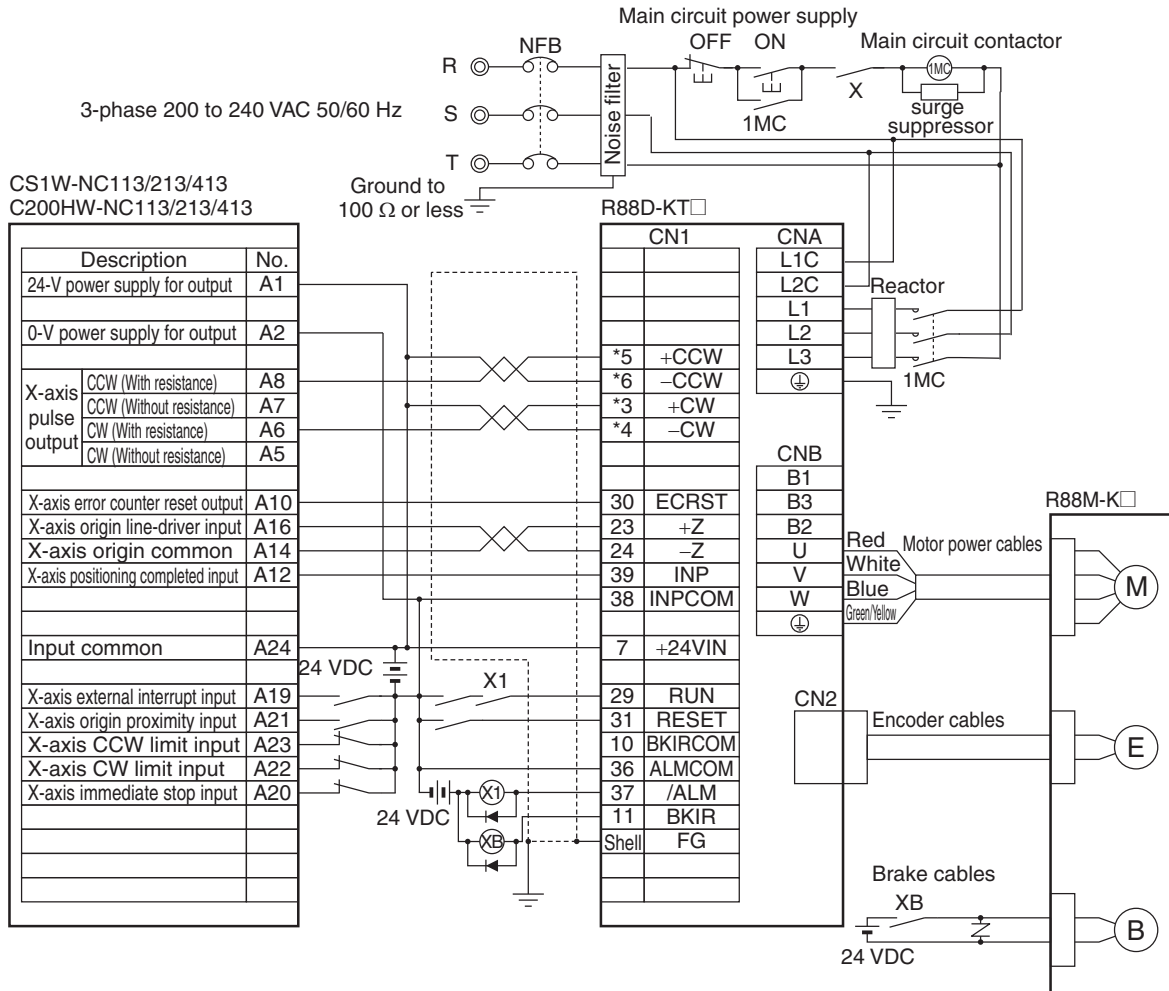 Main circuit power supply
OFF ON Main circuit contactor
NFB
R
Noise filter
1MC
X
3-phase 200 to 240 VAC 50/60 Hz
S
1MC
surge
suppressor
T
CS1W-NC113/213/413
C200HW-NC113/213/413
Ground to
100 Ω or less
R88D-KT□
Description No.
24-V power supply for output A1
0-V power supply for output A2
X-axis
pulse
output
CCW (With resistance) A8
CCW (Without resistance) A7
CW (With resistance) A6
CW (Without resistance) A5
X-axis error counter reset output A10
X-axis origin line-driver input A16
X-axis origin common A14
X-axis positioning completed input A12
Input common A24
X-axis external interrupt input A19
X-axis origin proximity input A21
X-axis CCW limit input A23
X-axis CW limit input A22
X-axis immediate stop input A20
24 VDC
X1
24 VDC
X1
XB
CN1
*5 +CCW
*6 −CCW
*3 +CW
*4 −CW
30 ECRST
23 +Z
24 −Z
39 INP
38 INPCOM
7 +24VIN
29 RUN
31 RESET
10 BKIRCOM
36 ALMCOM
37 /ALM
11 BKIR
Shell FG
CNA
L1C
L2C
L1
L2
L3
Reactor
1MC
CNB
B1
B3
B2
U
V
W
Red
White
Blue
Green/Yellow
Motor power cables
R88M-K□
M
CN2
Encoder cables
E
Brake cables
XB
24 VDC
B